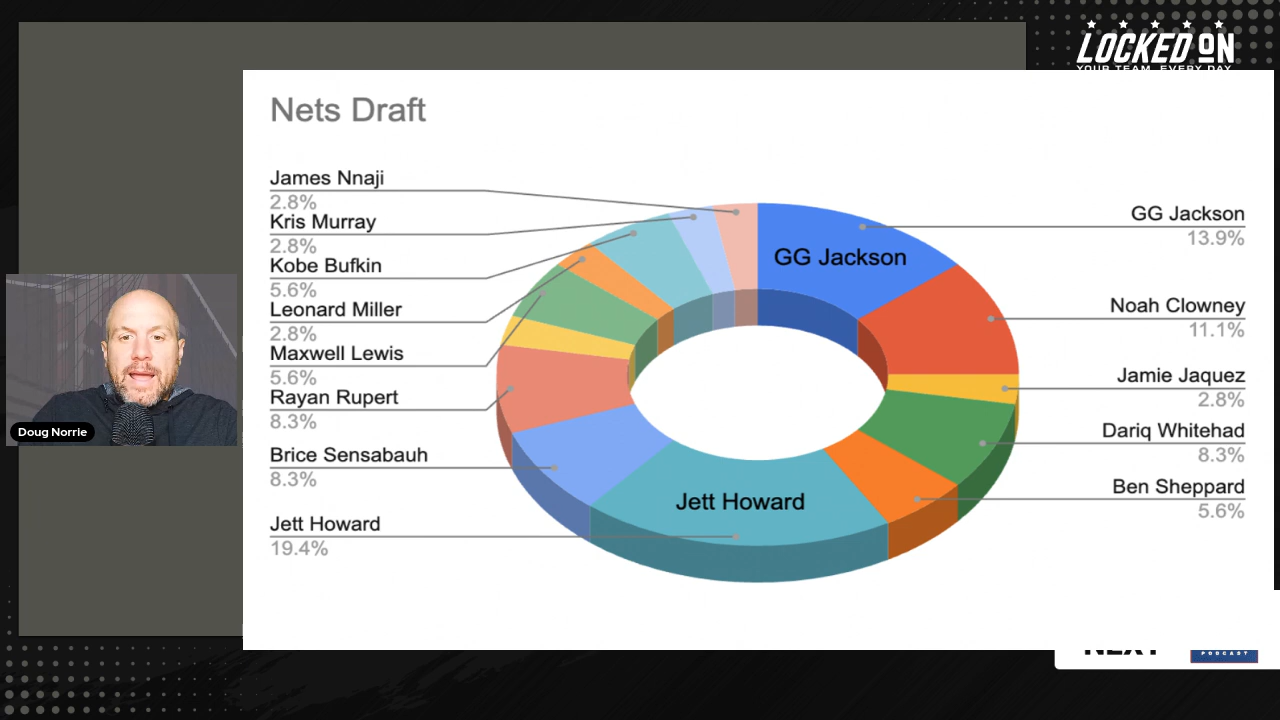 LOCKED ON
YOUR TEAM. EVERY DAY
Nets Draft
James Nnaji
2.8%
Kris Murray
2.8%
Kobe Bufkin
5.6%
Leonard Miller
2.8%
Maxwell Lewis
5.6%
Rayan Rupert
8.3%
Brice Sensabauh
8.3%
Jett Howard
19.4%
GG Jackson
Jett Howard
GG Jackson
13.9%
Noah Clowney
11.1%
Jamie Jaquez
2.8%
Dariq Whitehad
8.3%
Ben Sheppard
5.6%
Doug Norrie
NEXT
PODCAST